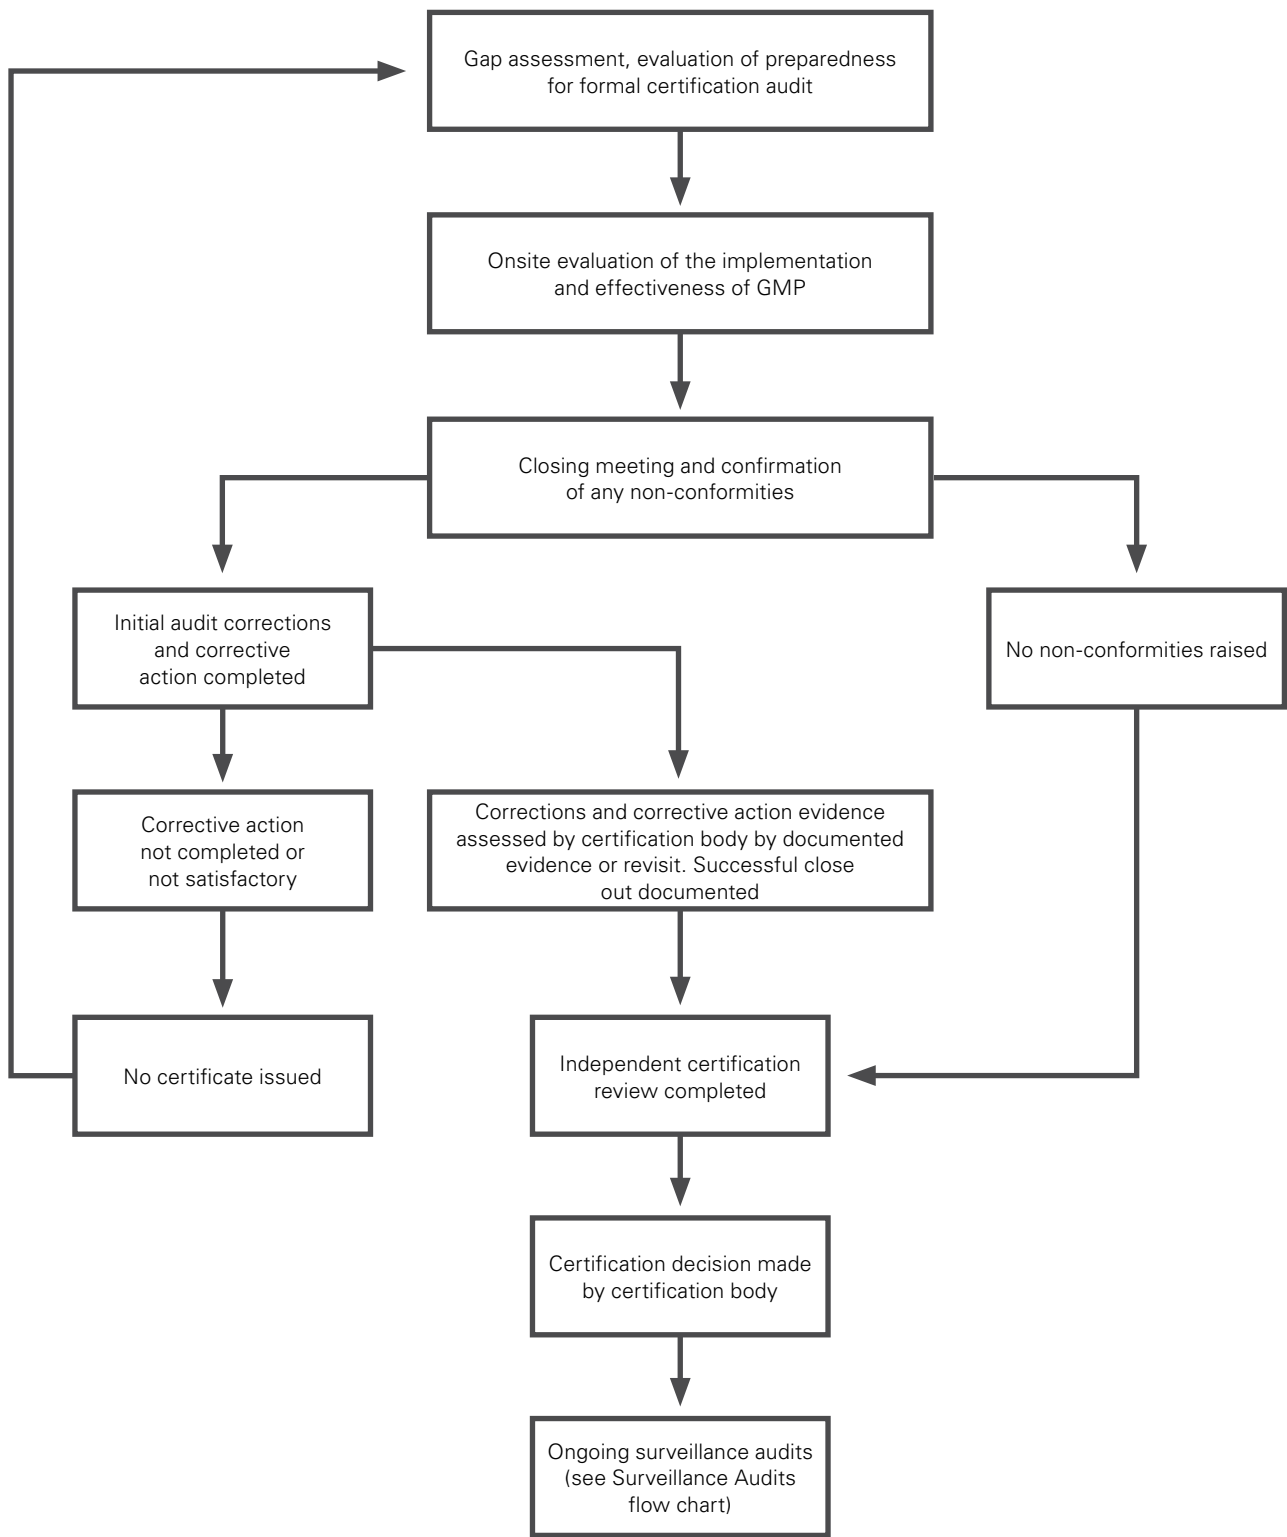 Gap assessment, evaluation of preparedness
for formal certification audit
Onsite evaluation of the implementation
and effectiveness of GMP
Closing meeting and confirmation
of any non-conformities
Initial audit corrections
and corrective
action completed
No non-conformities raised
Corrective action
not completed or
not satisfactory
Corrections and corrective action evidence
assessed by certification body by documented
evidence or revisit. Successful close
out documented
No certificate issued
Independent certification
review completed
Certification decision made
by certification body
Ongoing surveillance audits
(see Surveillance Audits
flow chart)